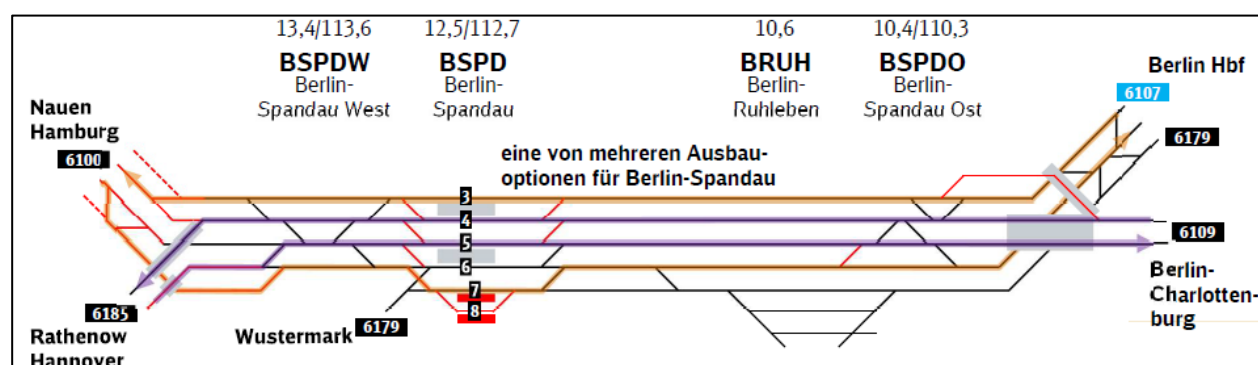 13,4/113,6
BSPDW
Berlin-
Spandau West
12,5/112,7
BSPD
Berlin-
Spandau
10,6
BRUH
Berlin-
Ruhleben
10,4/110,3
BSPDO
Berlin-
Spandau Ost
Berlin Hbf
6107
6179
Nauen
Hamburg
6100
eine von mehreren Ausbau-
optionen für Berlin-Spandau
3
4
5
6
7
8
6109
Berlin-
Charlotten-
burg
6185
Rathenow
Hannover
Wustermark
6179